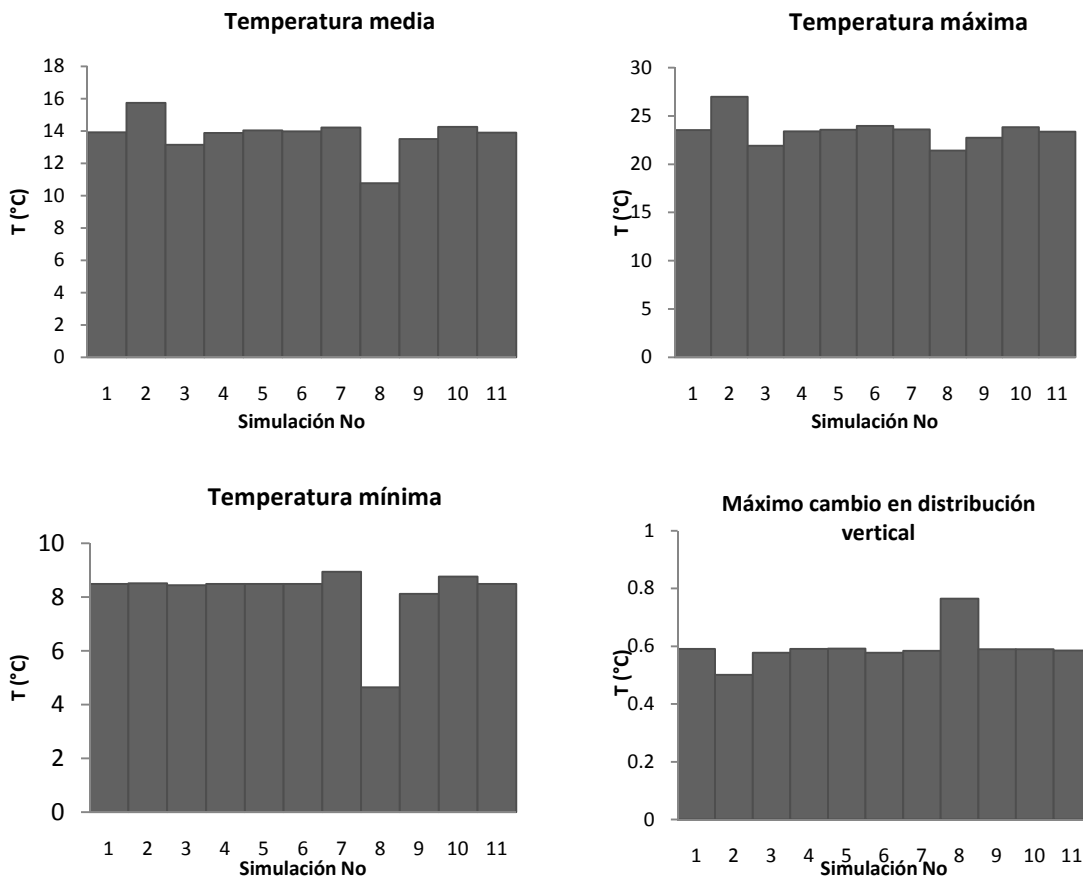 Temperatura media
18
16
14
12
10
8
6
4
2
0
T (°C)
1 2 3 4 5 6 7 8 9 10 11
Simulación No
Temperatura máxima
30
25
20
15
10
5
0
T (°C)
1 2 3 4 5 6 7 8 9 10 11
Simulación No
Temperatura mínima
10
8
6
4
2
0
T (°C)
1 2 3 4 5 6 7 8 9 10 11
Simulación No
Máximo cambio en distribución
vertical
1
0.8
0.6
0.4
0.2
0
T (°C)
1 2 3 4 5 6 7 8 9 10 11
Simulación No